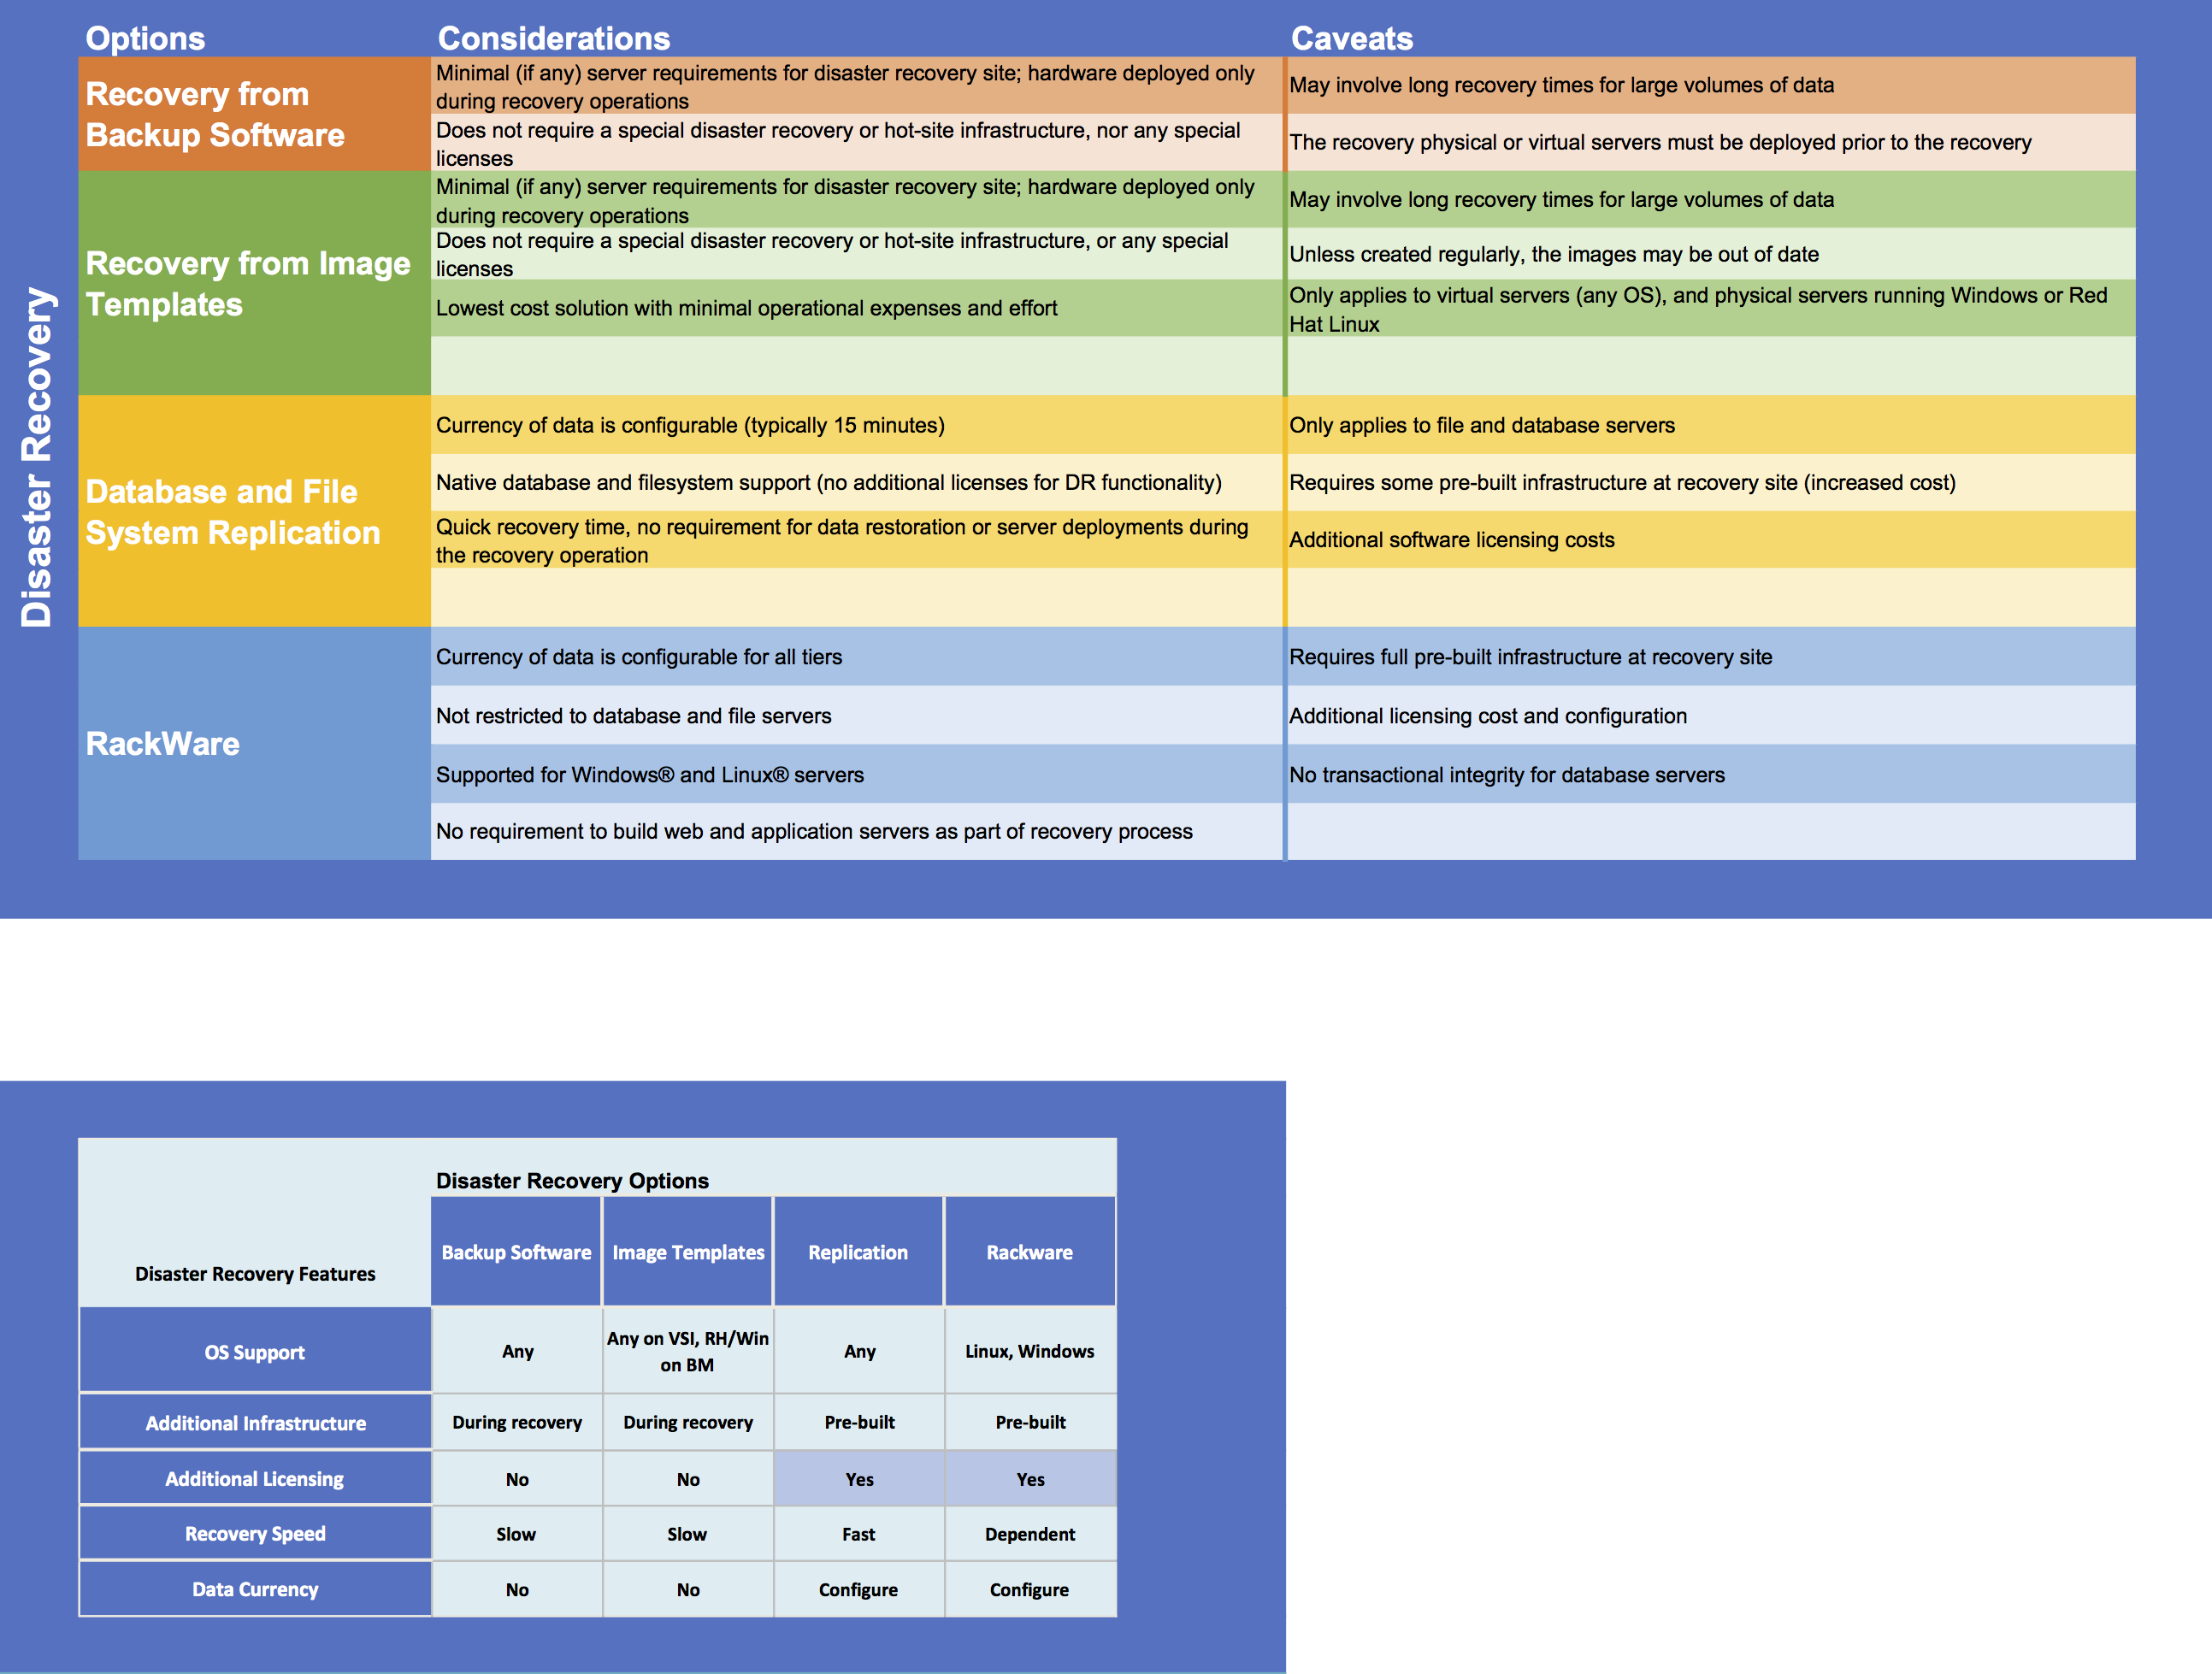 Disaster Recovery
Options
Considerations
Caveats
Recovery from
Backup Software
Minimal (if any) server requirements for disaster recovery site; hardware deployed only
during recovery operations
May involve long recovery times for large volumes of data
Does not require a special disaster recovery or hot-site infrastructure, nor any special
licenses
The recovery physical or virtual servers must be deployed prior to the recovery
Recovery from Image
Templates
Minimal (if any) server requirements for disaster recovery site; hardware deployed only
during recovery operations
May involve long recovery times for large volumes of data
Does not require a special disaster recovery or hot-site infrastructure, or any special
licenses
Unless created regularly, the images may be out of date
Lowest cost solution with minimal operational expenses and effort
Only applies to virtual servers (any OS), and physical servers running Windows or Red
Hat Linux
Database and File
System Replication
Currency of data is configurable (typically 15 minutes)
Only applies to file and database servers
Native database and filesystem support (no additional licenses for DR functionality)
Requires some pre-built infrastructure at recovery site (increased cost)
Quick recovery time, no requirement for data restoration or server deployments during
the recovery operation
Additional software licensing costs
RackWare
Currency of data is configurable for all tiers
Requires full pre-built infrastructure at recovery site
Not restricted to database and file servers
Additional licensing cost and configuration
Supported for Windows® and Linux® servers
No transactional integrity for database servers
No requirement to build web and application servers as part of recovery process
Disaster Recovery Options
Disaster Recovery Features
Backup Software
Image Templates
Replication
Rackware
OS Support
Any
Any on VSI, RH/Win
on BM
Any
Linux, Windows
Additional Infrastructure
During recovery
During recovery
Pre-built
Pre-built
Additional Licensing
No
No
Yes
Yes
Recovery Speed
Slow
Slow
Fast
Dependent
Data Currency
No
No
Configure
Configure